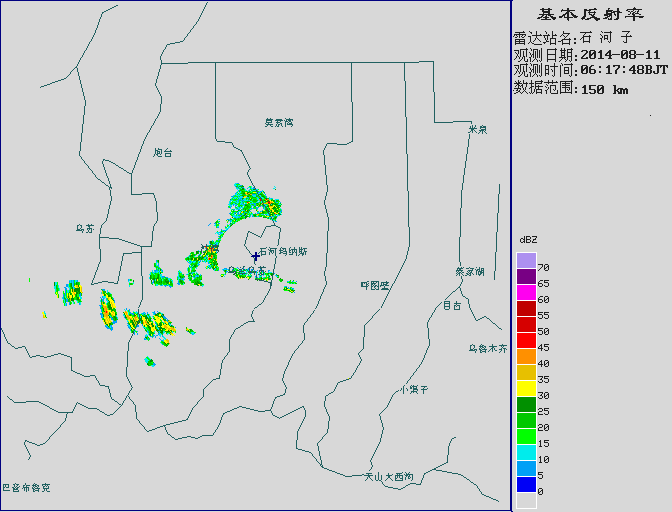 基本反射率
雷达站名:石 河 子
观测日期:2014-08-11
观测时间:06:17:48BJT
数据范围:150 km
莫索湾
米泉
炮台
乌苏
石河玛纳斯
呼图壁
蔡家湖
昌吉
乌鲁木齐
小渠子
天山大西沟
巴音布鲁克
dBZ
70
65
60
55
50
45
40
35
30
25
20
15
10
5
0